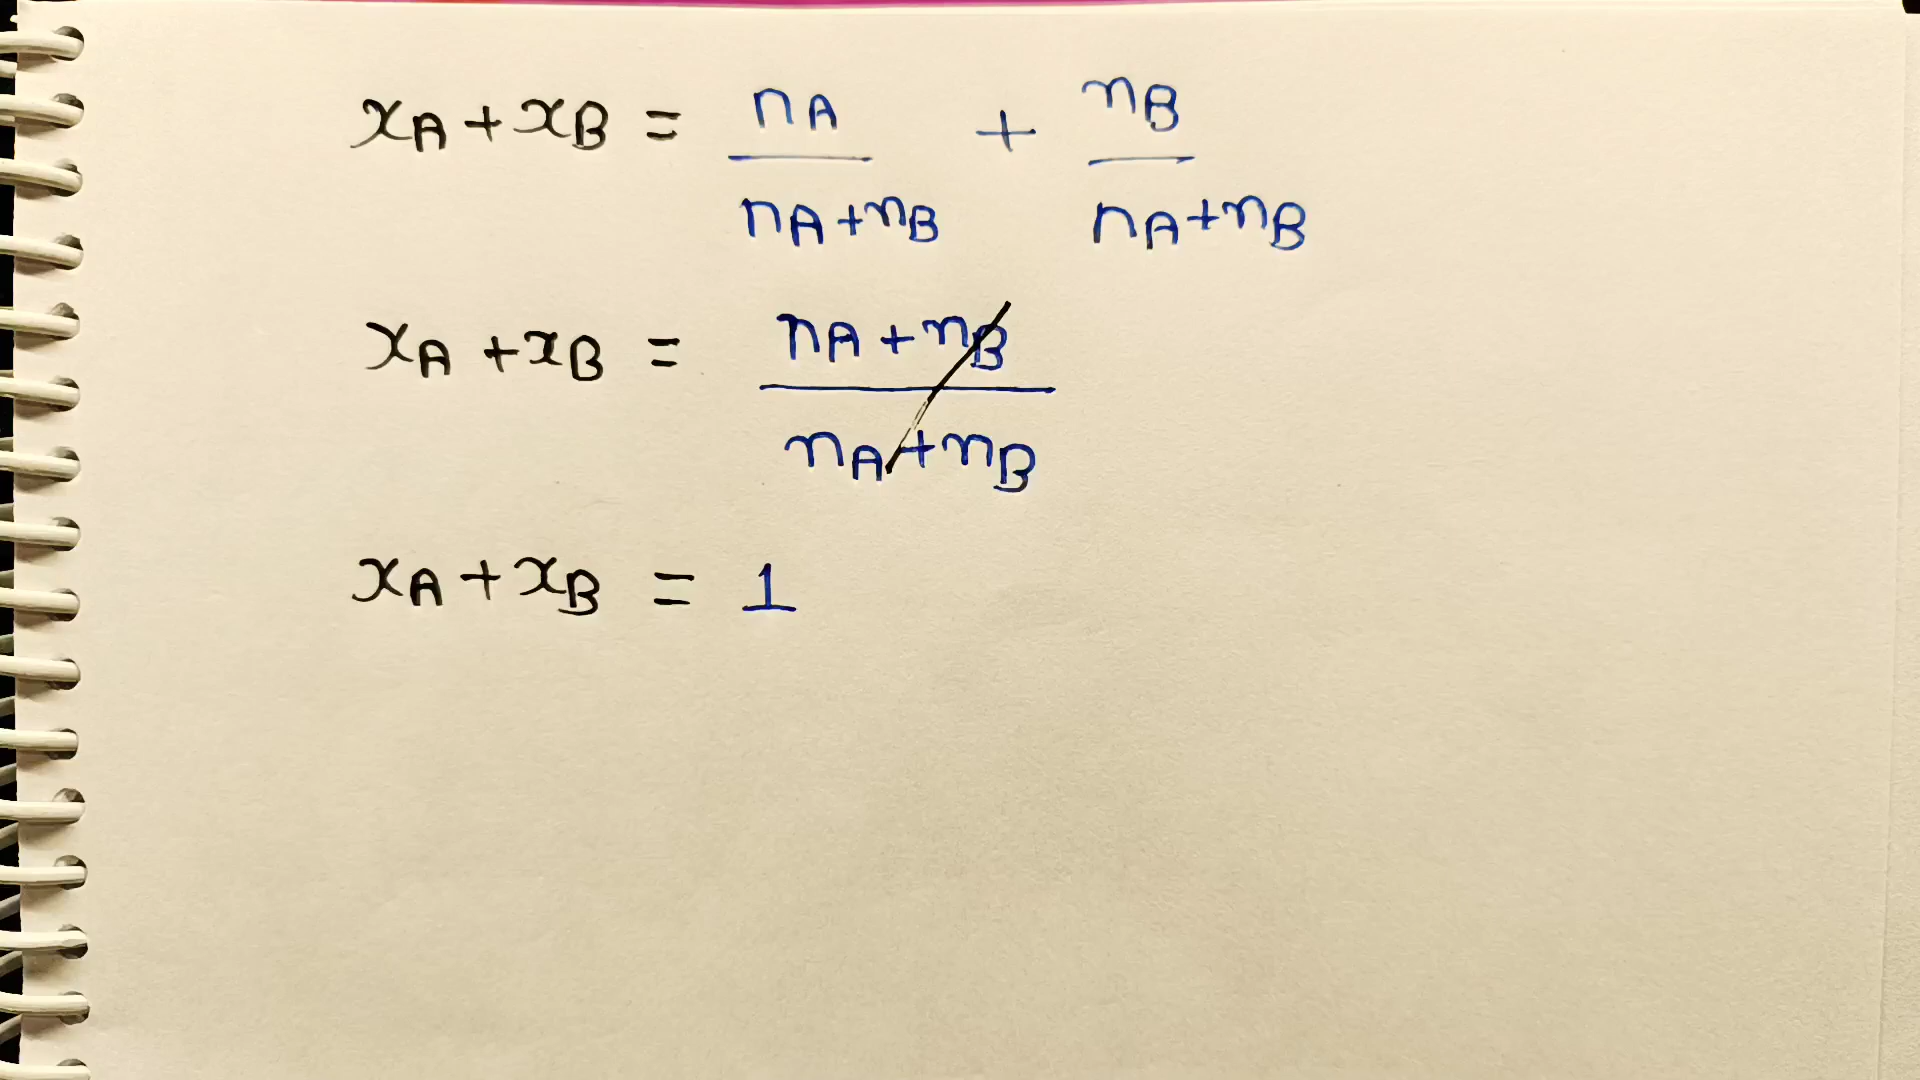 xA + xB = nA/(nA+nB) + nB/(nA+nB)
xA + xB = (nA+nB)/(nA+nB)
xA + xB = 1